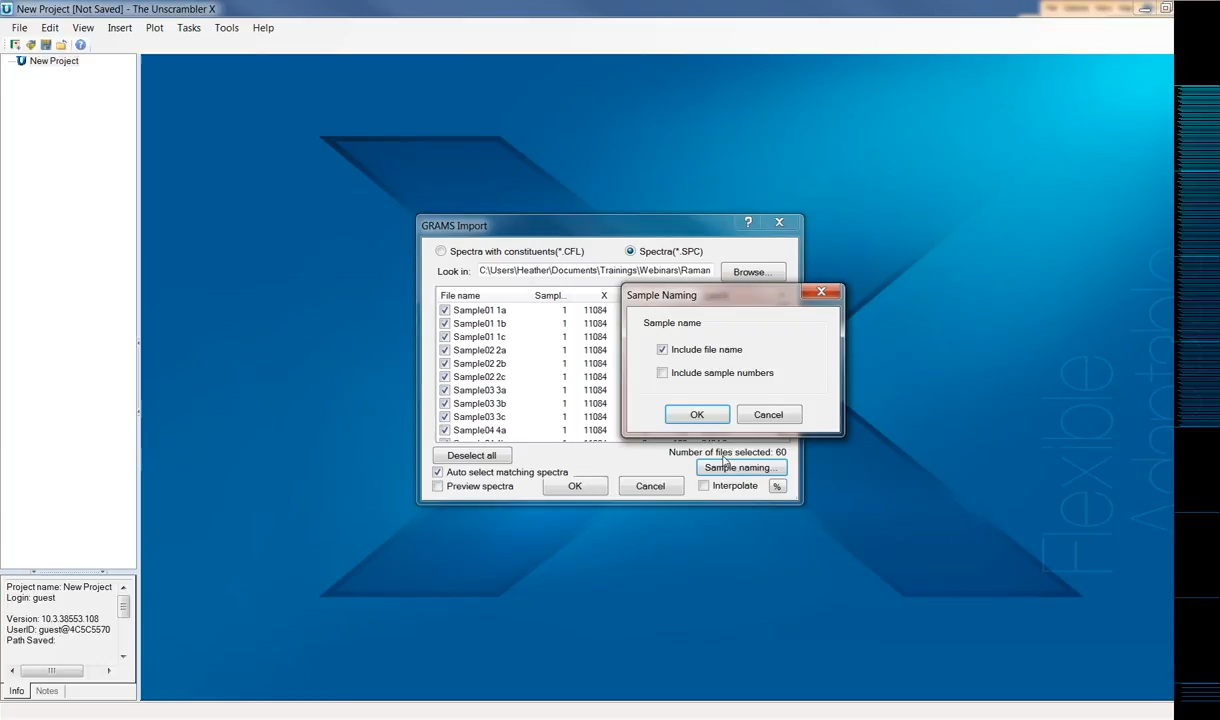 New Project [Not Saved] - The Unscrambler X
File Edit View Insert Plot Tasks Tools Help
New Project
GRAMS Import
Spectra with constituents(*.CFL) Spectra(*.SPC)
Look in: C:\Users\Heather\Documents\Trainings\Webinars\Raman Browse...
File name Sampl.. X
Sample01 1a 1 11084
Sample01 1b 1 11084
Sample01 1c 1 11084
Sample02 2a 1 11084
Sample02 2b 1 11084
Sample02 2c 1 11084
Sample03 3a 1 11084
Sample03 3b 1 11084
Sample03 3c 1 11084
Sample04 4a 1 11084
Sample Naming
Sample name
Include file name
Include sample numbers
OK Cancel
Deselect all
Number of files selected: 60
Auto select matching spectra
Sample naming...
Preview spectra OK Cancel Interpolate %
Flexible
Project name: New Project
Login: guest
Version: 10.3.38553.108
UserID: guest@4C5C5570
Path Saved:
Info Notes